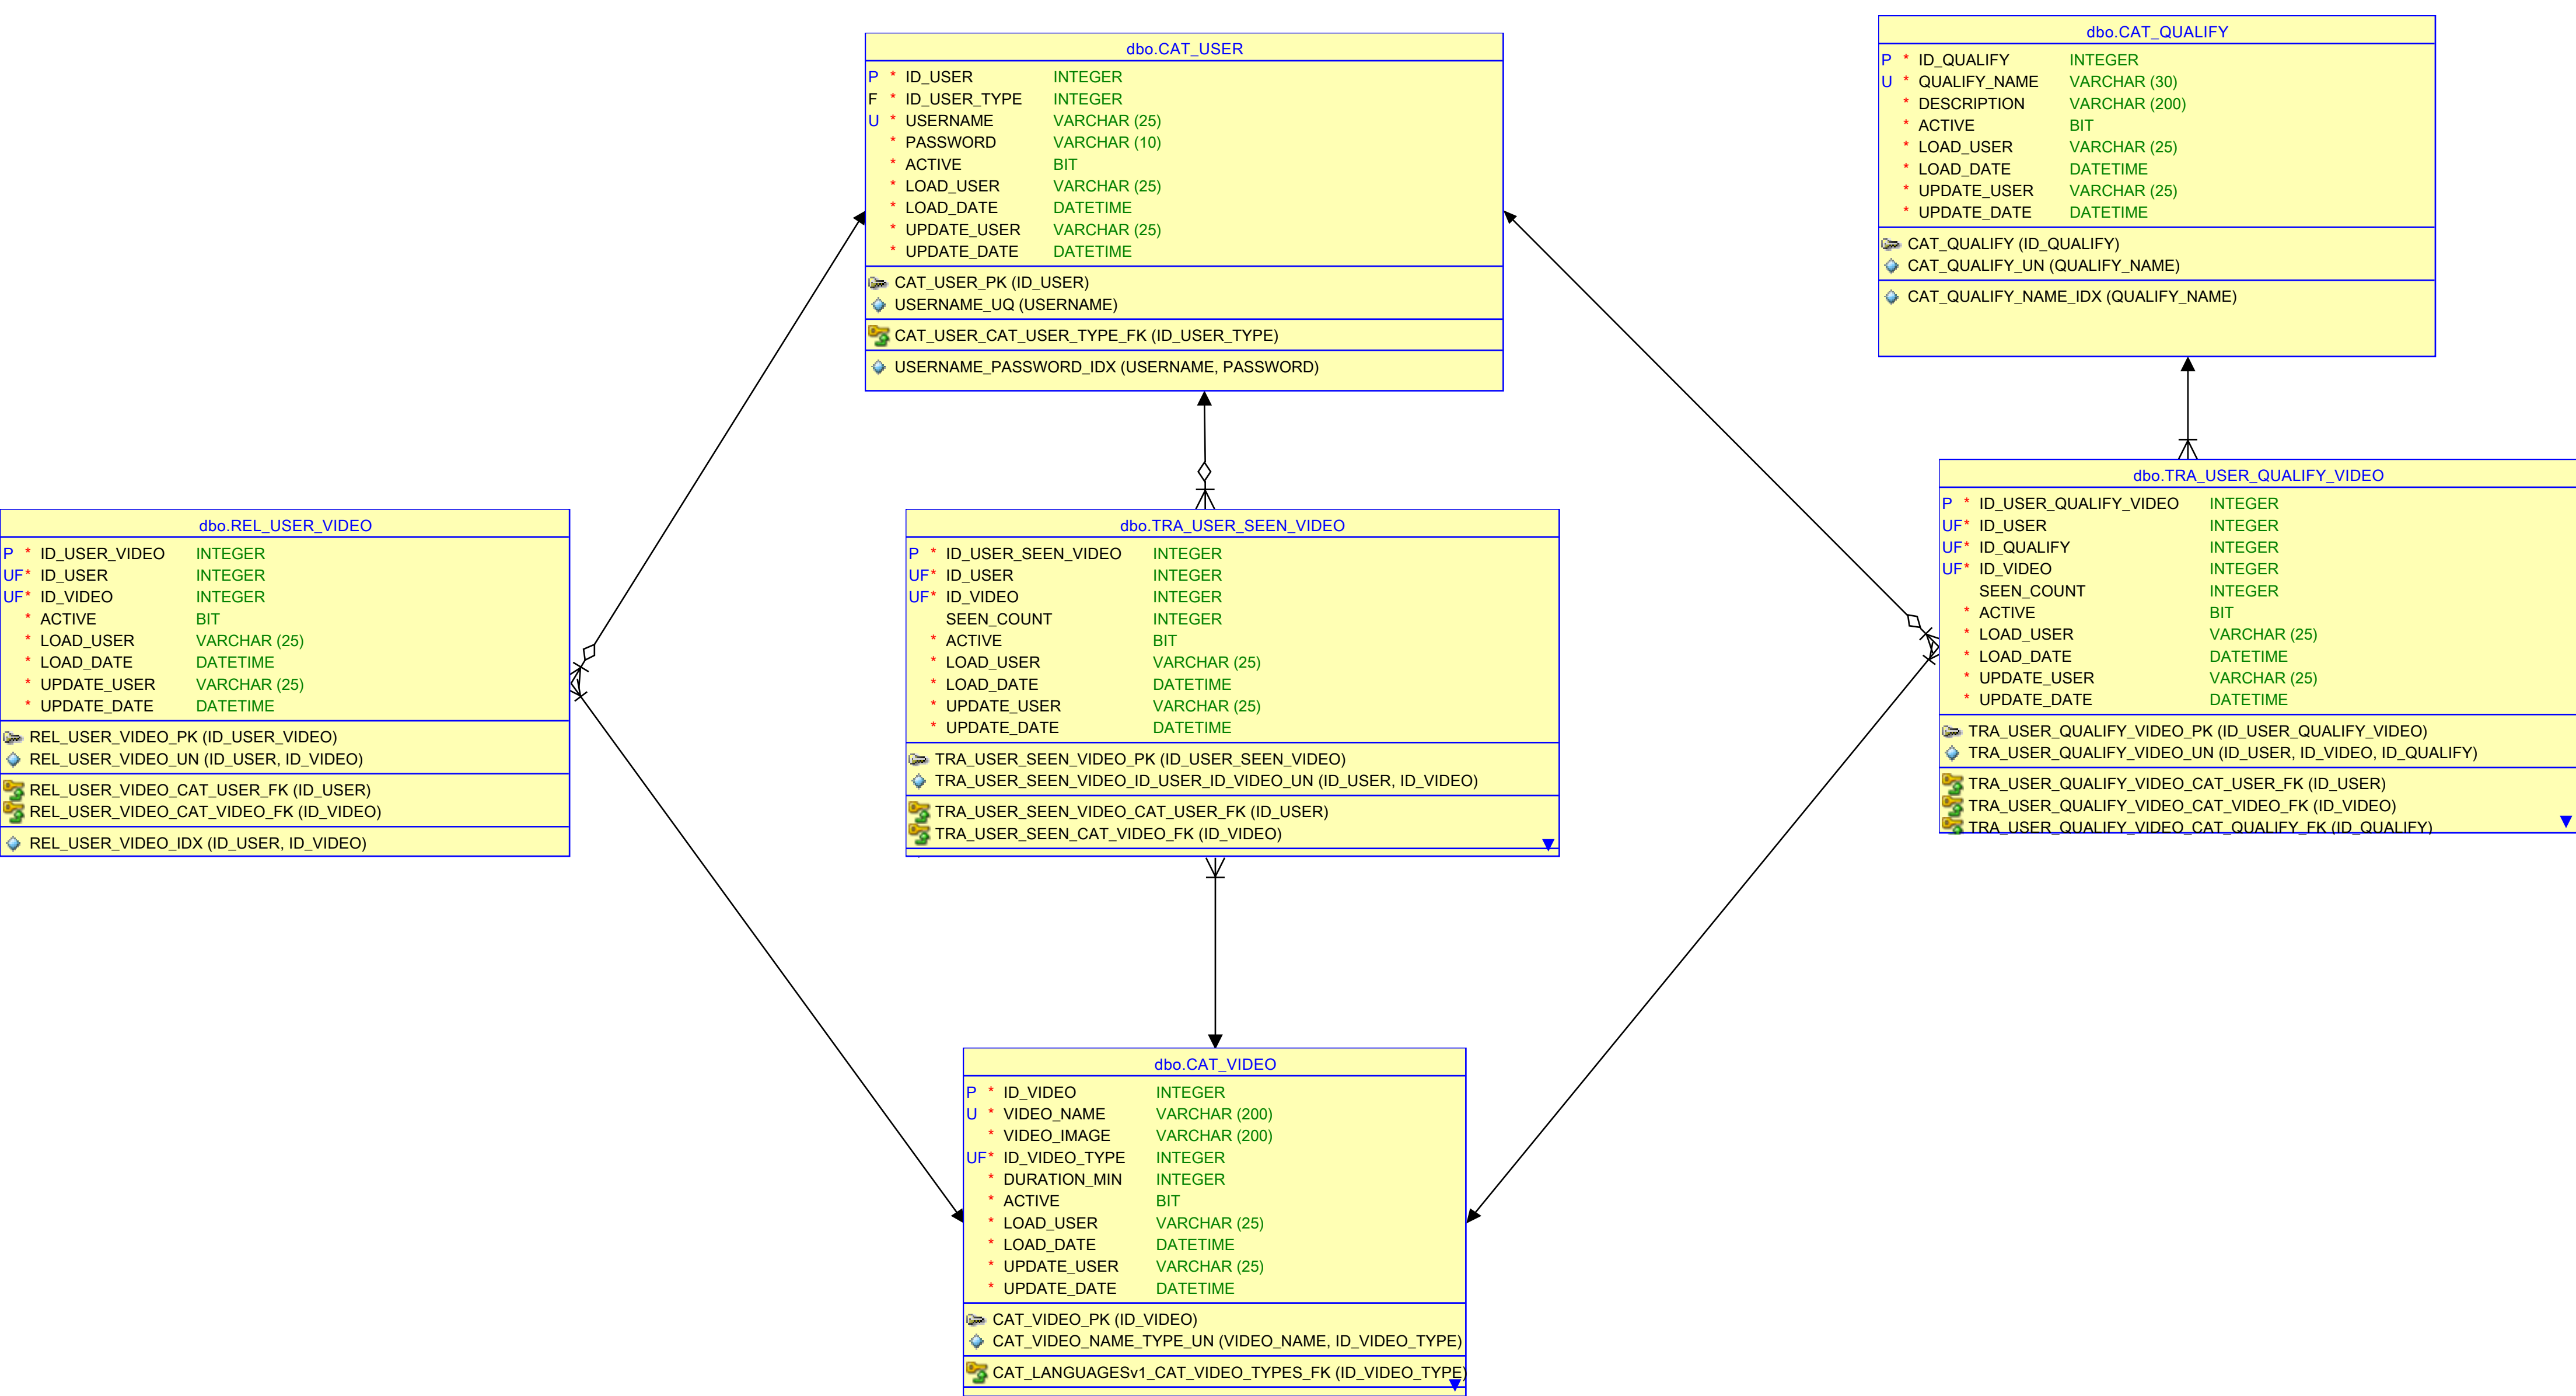 dbo.CAT_USER
P * ID_USER INTEGER
F * ID_USER_TYPE INTEGER
U * USERNAME VARCHAR (25)
* PASSWORD VARCHAR (10)
* ACTIVE BIT
* LOAD_USER VARCHAR (25)
* LOAD_DATE DATETIME
* UPDATE_USER VARCHAR (25)
* UPDATE_DATE DATETIME
CAT_USER_PK (ID_USER)
USERNAME_UQ (USERNAME)
CAT_USER_CAT_USER_TYPE_FK (ID_USER_TYPE)
USERNAME_PASSWORD_IDX (USERNAME, PASSWORD)
dbo.CAT_QUALIFY
P * ID_QUALIFY INTEGER
U * QUALIFY_NAME VARCHAR (30)
* DESCRIPTION VARCHAR (200)
* ACTIVE BIT
* LOAD_USER VARCHAR (25)
* LOAD_DATE DATETIME
* UPDATE_USER VARCHAR (25)
* UPDATE_DATE DATETIME
CAT_QUALIFY (ID_QUALIFY)
CAT_QUALIFY_UN (QUALIFY_NAME)
CAT_QUALIFY_NAME_IDX (QUALIFY_NAME)
dbo.REL_USER_VIDEO
P * ID_USER_VIDEO INTEGER
UF* ID_USER INTEGER
UF* ID_VIDEO INTEGER
* ACTIVE BIT
* LOAD_USER VARCHAR (25)
* LOAD_DATE DATETIME
* UPDATE_USER VARCHAR (25)
* UPDATE_DATE DATETIME
REL_USER_VIDEO_PK (ID_USER_VIDEO)
REL_USER_VIDEO_UN (ID_USER, ID_VIDEO)
REL_USER_VIDEO_CAT_USER_FK (ID_USER)
REL_USER_VIDEO_CAT_VIDEO_FK (ID_VIDEO)
REL_USER_VIDEO_IDX (ID_USER, ID_VIDEO)
dbo.TRA_USER_SEEN_VIDEO
P * ID_USER_SEEN_VIDEO INTEGER
UF* ID_USER INTEGER
UF* ID_VIDEO INTEGER
SEEN_COUNT INTEGER
* ACTIVE BIT
* LOAD_USER VARCHAR (25)
* LOAD_DATE DATETIME
* UPDATE_USER VARCHAR (25)
* UPDATE_DATE DATETIME
TRA_USER_SEEN_VIDEO_PK (ID_USER_SEEN_VIDEO)
TRA_USER_SEEN_VIDEO_ID_USER_ID_VIDEO_UN (ID_USER, ID_VIDEO)
TRA_USER_SEEN_VIDEO_CAT_USER_FK (ID_USER)
TRA_USER_SEEN_CAT_VIDEO_FK (ID_VIDEO)
dbo.TRA_USER_QUALIFY_VIDEO
P * ID_USER_QUALIFY_VIDEO INTEGER
UF* ID_USER INTEGER
UF* ID_QUALIFY INTEGER
UF* ID_VIDEO INTEGER
SEEN_COUNT INTEGER
* ACTIVE BIT
* LOAD_USER VARCHAR (25)
* LOAD_DATE DATETIME
* UPDATE_USER VARCHAR (25)
* UPDATE_DATE DATETIME
TRA_USER_QUALIFY_VIDEO_PK (ID_USER_QUALIFY_VIDEO)
TRA_USER_QUALIFY_VIDEO_UN (ID_USER, ID_VIDEO, ID_QUALIFY)
TRA_USER_QUALIFY_VIDEO_CAT_USER_FK (ID_USER)
TRA_USER_QUALIFY_VIDEO_CAT_VIDEO_FK (ID_VIDEO)
TRA_USER_QUALIFY_VIDEO_CAT_QUALIFY_FK (ID_QUALIFY)
dbo.CAT_VIDEO
P * ID_VIDEO INTEGER
U * VIDEO_NAME VARCHAR (200)
* VIDEO_IMAGE VARCHAR (200)
UF* ID_VIDEO_TYPE INTEGER
* DURATION_MIN INTEGER
* ACTIVE BIT
* LOAD_USER VARCHAR (25)
* LOAD_DATE DATETIME
* UPDATE_USER VARCHAR (25)
* UPDATE_DATE DATETIME
CAT_VIDEO_PK (ID_VIDEO)
CAT_VIDEO_NAME_TYPE_UN (VIDEO_NAME, ID_VIDEO_TYPE)
CAT_LANGUAGESv1_CAT_VIDEO_TYPES_FK (ID_VIDEO_TYPE)